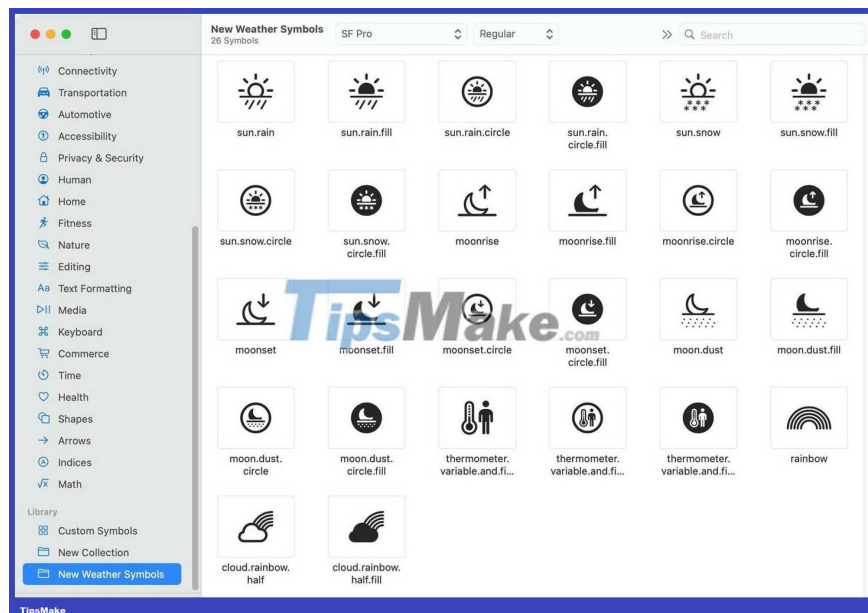 New Weather Symbols
26 Symbols
SF Pro
Regular
Search
Connectivity
Transportation
Automotive
Accessibility
Privacy & Security
Human
Home
Fitness
Nature
Editing
Aa Text Formatting
Media
Keyboard
Commerce
Time
Health
Shapes
Arrows
Indices
Math
Library
Custom Symbols
New Collection
New Weather Symbols
sun.rain
sun.rain.fill
sun.rain.circle
sun.rain.
circle.fill
sun.snow
sun.snow.fill
sun.snow.circle
sun.snow.
circle.fill
moonrise
moonrise.fill
moonrise.circle
moonrise.
circle.fill
moonset
moonset.fill
moonset.circle
moonset.
circle.fill
moon.dust
moon.dust.fill
moon.dust.
circle
moon.dust.
circle.fill
thermometer.
variable.and.fi...
thermometer.
variable.and.fi...
thermometer.
variable.and.fi...
rainbow
cloud.rainbow.
half
cloud.rainbow.
half.fill
TipsMake.com
TipsMake